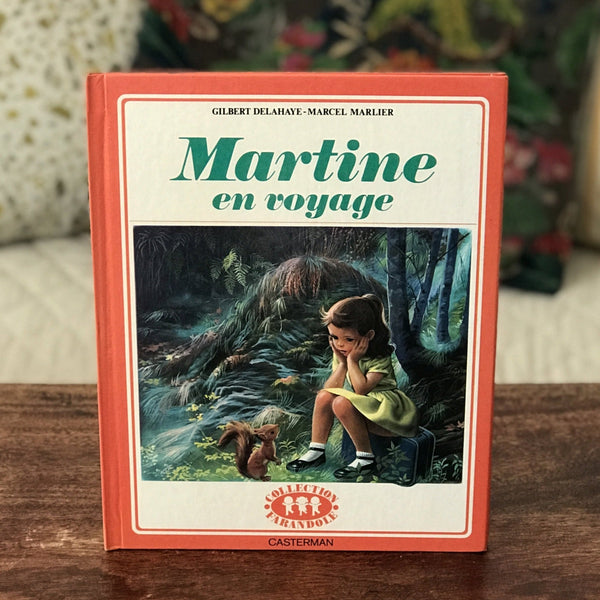 GILBERT DELAHAYE-MARCEL MARLIER
Martine
en voyage
COLLECTION
FARANDOLE
CASTERMAN